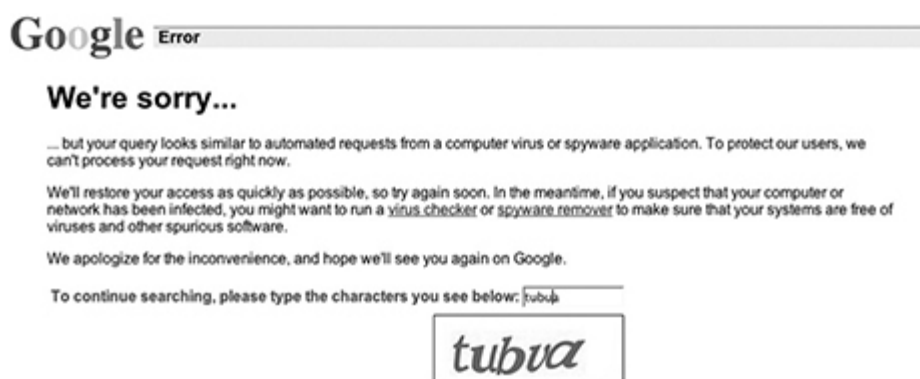 Google Error
We're sorry...
... but your query looks similar to automated requests from a computer virus or spyware application. To protect our users, we
can't process your request right now.
We'll restore your access as quickly as possible, so try again soon. In the meantime, if you suspect that your computer or
network has been infected, you might want to run a virus checker or spyware remover to make sure that your systems are free of
viruses and other spurious software.
We apologize for the inconvenience, and hope we'll see you again on Google.
To continue searching, please type the characters you see below:
tubva